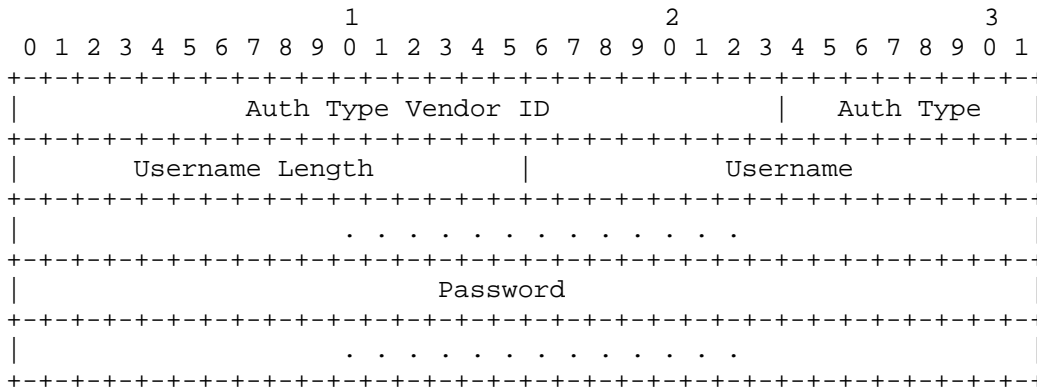 1                   2                   3
 0 1 2 3 4 5 6 7 8 9 0 1 2 3 4 5 6 7 8 9 0 1 2 3 4 5 6 7 8 9 0 1
+-+-+-+-+-+-+-+-+-+-+-+-+-+-+-+-+-+-+-+-+-+-+-+-+-+-+-+-+-+-+-+-+
|              Auth Type Vendor ID              |   Auth Type   |
+-+-+-+-+-+-+-+-+-+-+-+-+-+-+-+-+-+-+-+-+-+-+-+-+-+-+-+-+-+-+-+-+
|       Username Length         |            Username           |
+-+-+-+-+-+-+-+-+-+-+-+-+-+-+-+-+-+-+-+-+-+-+-+-+-+-+-+-+-+-+-+-+
|                    . . . . . . . . . . . . .                  |
+-+-+-+-+-+-+-+-+-+-+-+-+-+-+-+-+-+-+-+-+-+-+-+-+-+-+-+-+-+-+-+-+
|                          Password                             |
+-+-+-+-+-+-+-+-+-+-+-+-+-+-+-+-+-+-+-+-+-+-+-+-+-+-+-+-+-+-+-+-+
|                    . . . . . . . . . . . . .                  |
+-+-+-+-+-+-+-+-+-+-+-+-+-+-+-+-+-+-+-+-+-+-+-+-+-+-+-+-+-+-+-+-+